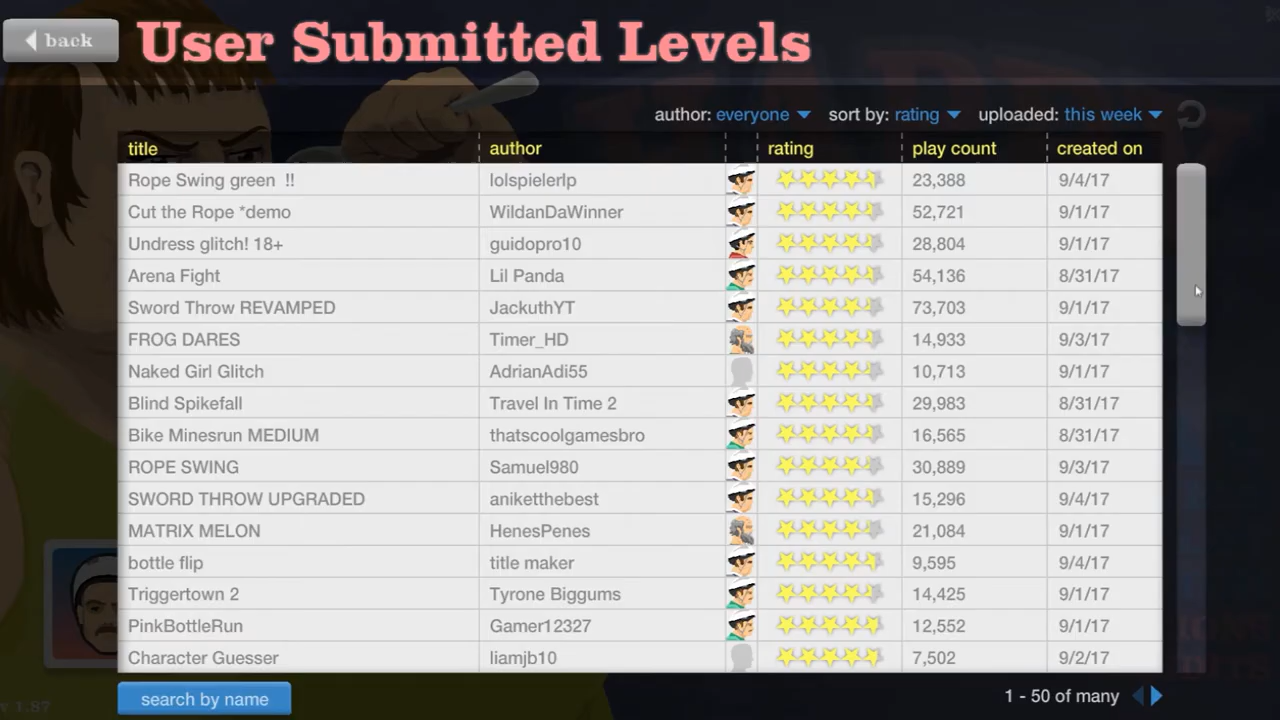 back
User Submitted Levels
author: everyone sort by: rating uploaded: this week
title author rating play count created on
Rope Swing green !! lolspielerlp 23,388 9/4/17
Cut the Rope *demo WildanDaWinner 52,721 9/1/17
Undress glitch! 18+ guidopro10 28,804 9/1/17
Arena Fight Lil Panda 54,136 8/31/17
Sword Throw REVAMPED JackuthYT 73,703 9/1/17
FROG DARES Timer_HD 14,933 9/3/17
Naked Girl Glitch AdrianAdi55 10,713 9/1/17
Blind Spikefall Travel In Time 2 29,983 8/31/17
Bike Minesrun MEDIUM thatscoolgamesbro 16,565 8/31/17
ROPE SWING Samuel980 30,889 9/3/17
SWORD THROW UPGRADED aniketthebest 15,296 9/4/17
MATRIX MELON HenesPenes 21,084 9/1/17
bottle flip title maker 9,595 9/4/17
Triggertown 2 Tyrone Biggums 14,425 9/1/17
PinkBottleRun Gamer12327 12,552 9/1/17
Character Guesser liamjb10 7,502 9/2/17
search by name 1 - 50 of many
v 1.87